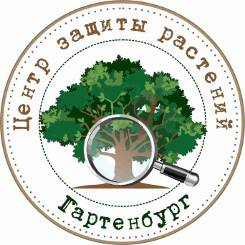 Центр защиты растений
Гартенбург